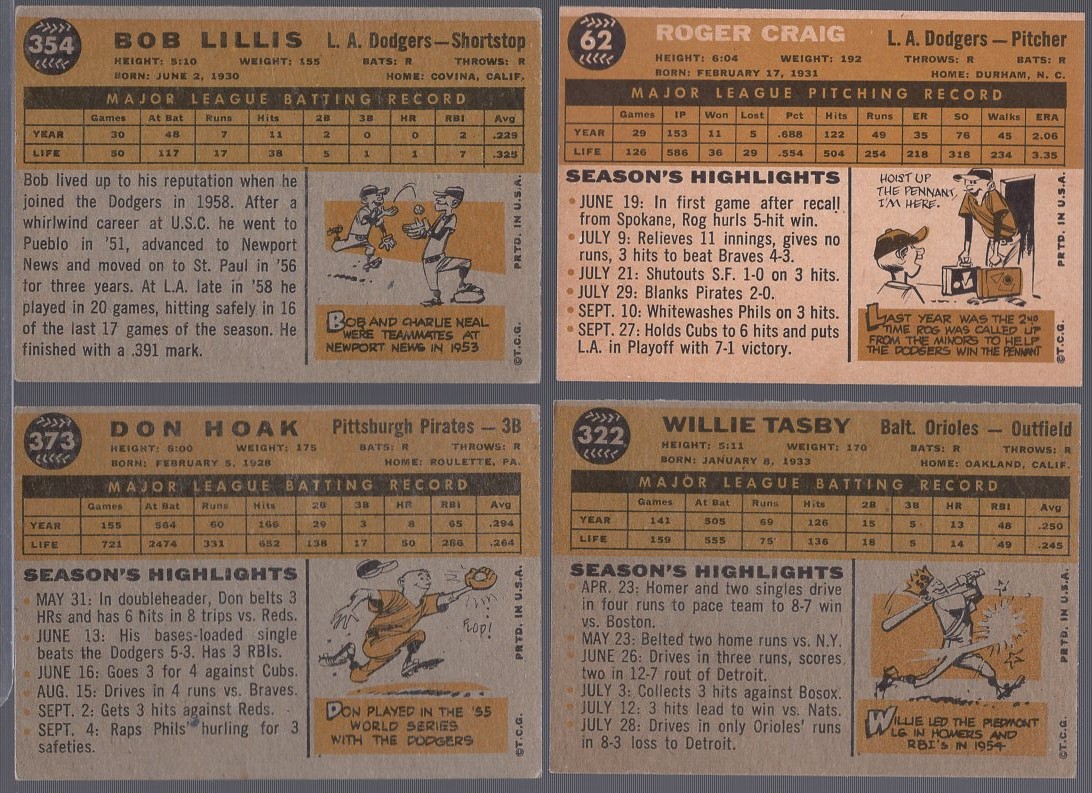 354
BOB LILLIS
L. A. Dodgers—Shortstop
HEIGHT: 5:10 WEIGHT: 155 BATS: R THROWS: R
BORN: JUNE 2, 1930 HOME: COVINA, CALIF.
MAJOR LEAGUE BATTING RECORD
Games At Bat Runs Hits 2B 3B HR RBI Avg
YEAR 30 48 7 11 2 0 0 2 .229
LIFE 50 117 17 38 5 1 1 7 .325
Bob lived up to his reputation when he
joined the Dodgers in 1958. After a
whirlwind career at U.S.C. he went to
Pueblo in '51, advanced to Newport
News and moved on to St. Paul in '56
for three years. At L.A. late in '58 he
played in 20 games, hitting safely in 16
of the last 17 games of the season. He
finished with a .391 mark.
BOB AND CHARLIE NEAL
WERE TEAMMATES AT
NEWPORT NEWS IN 1953
©T.C.G. PRTD. IN U.S.A.
62
ROGER CRAIG
L. A. Dodgers — Pitcher
HEIGHT: 6:04 WEIGHT: 192 THROWS: R BATS: R
BORN: FEBRUARY 17, 1931 HOME: DURHAM, N. C.
MAJOR LEAGUE PITCHING RECORD
Games IP Won Lost Pct Hits Runs ER SO Walks ERA
YEAR 29 153 11 5 .688 122 49 35 76 45 2.06
LIFE 126 586 36 29 .554 504 254 218 318 234 3.35
SEASON'S HIGHLIGHTS
• JUNE 19: In first game after recall
from Spokane, Rog hurls 5-hit win.
• JULY 9: Relieves 11 innings, gives no
runs, 3 hits to beat Braves 4-3.
• JULY 21: Shutouts S.F. 1-0 on 3 hits.
• JULY 29: Blanks Pirates 2-0.
• SEPT. 10: Whitewashes Phils on 3 hits.
• SEPT. 27: Holds Cubs to 6 hits and puts
L.A. in Playoff with 7-1 victory.
HOIST UP
THE PENNANT,
I'M HERE.
LAST YEAR WAS THE 2ND
TIME ROG WAS CALLED UP
FROM THE MINORS TO HELP
THE DODGERS WIN THE PENNANT
©T.C.G. PRTD. IN U.S.A.
373
DON HOAK
Pittsburgh Pirates — 3B
HEIGHT: 6:00 WEIGHT: 175 BATS: R THROWS: R
BORN: FEBRUARY 5, 1928 HOME: ROULETTE, PA.
MAJOR LEAGUE BATTING RECORD
Games At Bat Runs Hits 2B 3B HR RBI Avg
YEAR 155 564 60 166 29 3 8 65 .294
LIFE 721 2474 331 652 138 17 50 286 .264
SEASON'S HIGHLIGHTS
• MAY 31: In doubleheader, Don belts 3
HRs and has 6 hits in 8 trips vs. Reds.
• JUNE 13: His bases-loaded single
beats the Dodgers 5-3. Has 3 RBIs.
• JUNE 16: Goes 3 for 4 against Cubs.
• AUG. 15: Drives in 4 runs vs. Braves.
• SEPT. 2: Gets 3 hits against Reds.
• SEPT. 4: Raps Phils' hurling for 3
safeties.
FLOP!
DON PLAYED IN THE '55
WORLD SERIES
WITH THE DODGERS
©T.C.G. PRTD. IN U.S.A.
322
WILLIE TASBY
Balt. Orioles — Outfield
HEIGHT: 5:11 WEIGHT: 170 BATS: R THROWS: R
BORN: JANUARY 8, 1933 HOME: OAKLAND, CALIF.
MAJOR LEAGUE BATTING RECORD
Games At Bat Runs Hits 2B 3B HR RBI Avg
YEAR 141 505 69 126 15 5 13 48 .250
LIFE 159 555 75 136 18 5 14 49 .245
SEASON'S HIGHLIGHTS
• APR. 23: Homer and two singles drive
in four runs to pace team to 8-7 win
vs. Boston.
• MAY 23: Belted two home runs vs. N.Y.
• JUNE 26: Drives in three runs, scores
two in 12-7 rout of Detroit.
• JULY 3: Collects 3 hits against Bosox.
• JULY 12: 3 hits lead to win vs. Nats.
• JULY 28: Drives in only Orioles' runs
in 8-3 loss to Detroit.
WILLIE LED THE PIEDMONT
LG IN HOMERS AND
RBI'S IN 1954
©T.C.G. PRTD. IN U.S.A.